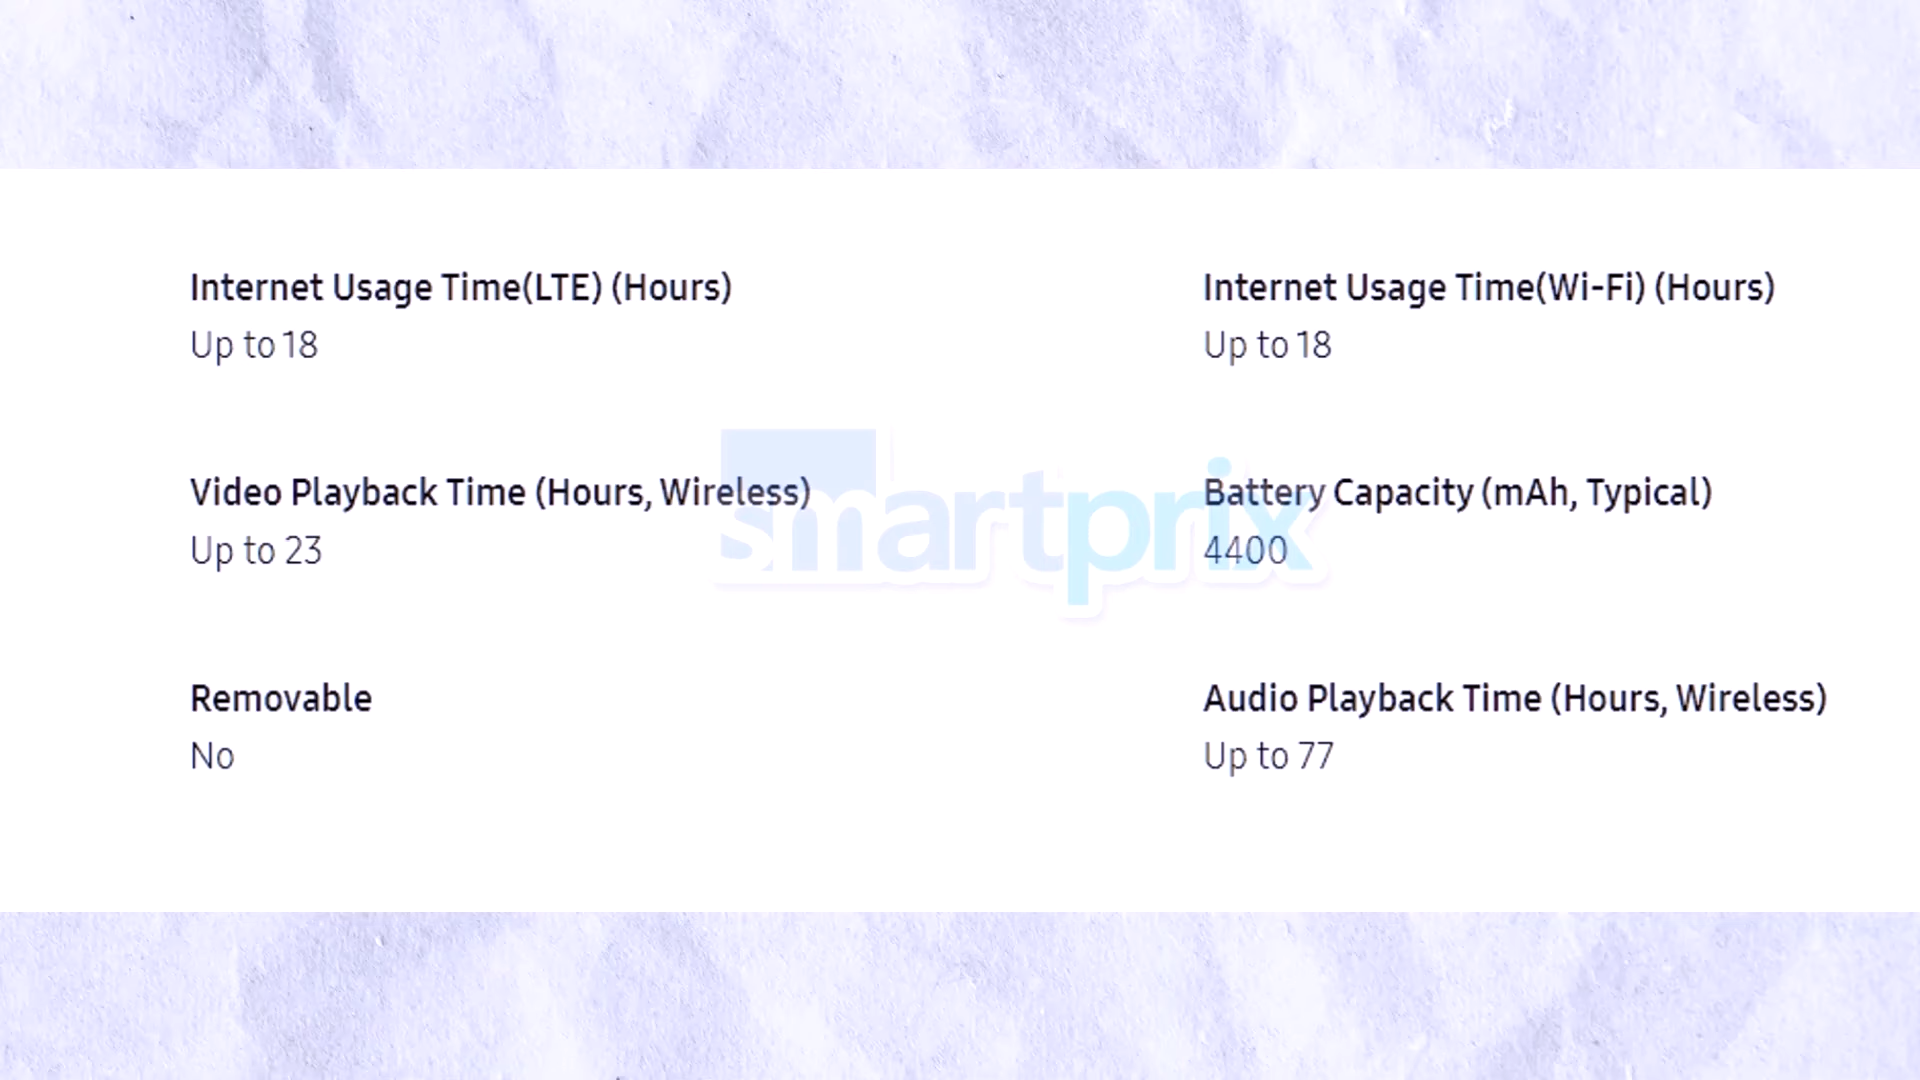 Internet Usage Time(LTE) (Hours)
Up to 18
Internet Usage Time(Wi-Fi) (Hours)
Up to 18
Video Playback Time (Hours, Wireless)
Up to 23
Battery Capacity (mAh, Typical)
4400
smartprix
Removable
No
Audio Playback Time (Hours, Wireless)
Up to 77